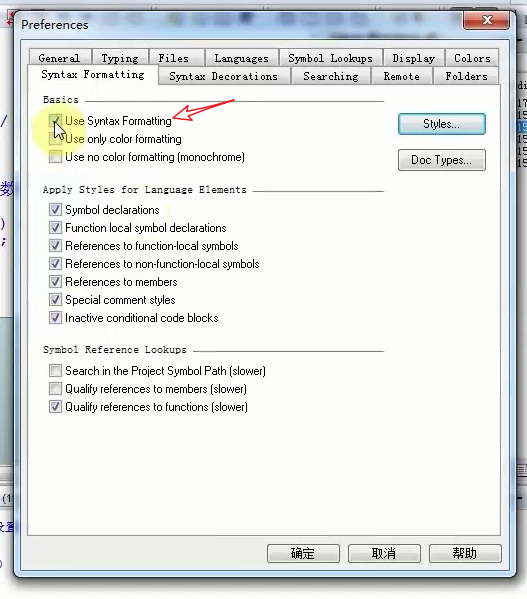 Preferences
General Typing Files Languages Symbol Lookups Display Colors
Syntax Formatting Syntax Decorations Searching Remote Folders
Basics
Use Syntax Formatting
Styles...
Use only color formatting
Use no color formatting (monochrome)
Doc Types...
Apply Styles for Language Elements
Symbol declarations
Function local symbol declarations
References to function-local symbols
References to non-function-local symbols
References to members
Special comment styles
Inactive conditional code blocks
Symbol Reference Lookups
Search in the Project Symbol Path (slower)
Qualify references to members (slower)
Qualify references to functions (slower)
确定 取消 帮助